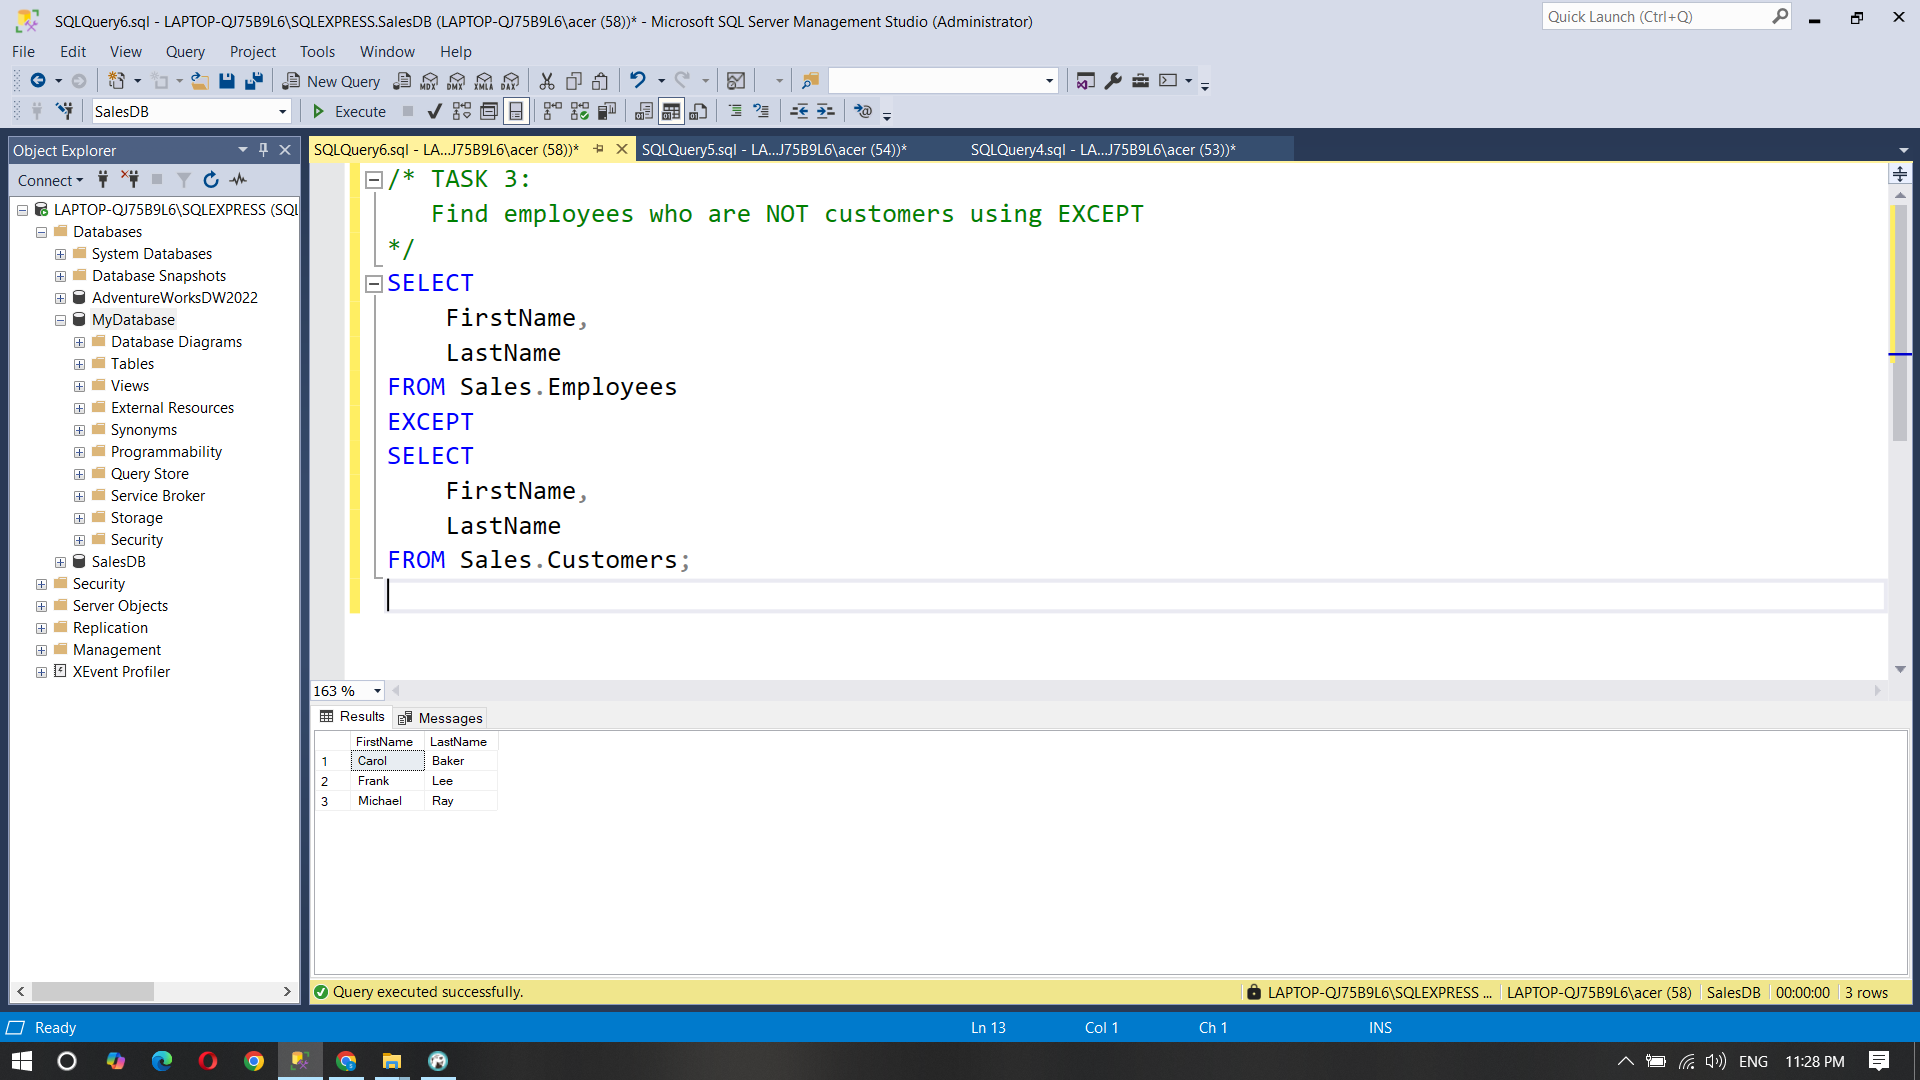 SQLQuery6.sql - LAPTOP-QJ75B9L6\SQLEXPRESS.SalesDB (LAPTOP-QJ75B9L6\acer (58))* - Microsoft SQL Server Management Studio (Administrator)
Quick Launch (Ctrl+Q)
File Edit View Query Project Tools Window Help
New Query MDX DMX XMLA DAX
SalesDB Execute
Object Explorer
SQLQuery6.sql - LA...J75B9L6\acer (58))* SQLQuery5.sql - LA...J75B9L6\acer (54))* SQLQuery4.sql - LA...J75B9L6\acer (53))*
Connect
LAPTOP-QJ75B9L6\SQLEXPRESS (SQL
Databases
System Databases
Database Snapshots
AdventureWorksDW2022
MyDatabase
Database Diagrams
Tables
Views
External Resources
Synonyms
Programmability
Query Store
Service Broker
Storage
Security
SalesDB
Security
Server Objects
Replication
Management
XEvent Profiler
/* TASK 3:
Find employees who are NOT customers using EXCEPT
*/
SELECT
FirstName,
LastName
FROM Sales.Employees
EXCEPT
SELECT
FirstName,
LastName
FROM Sales.Customers;
163 %
Results Messages
FirstName LastName
1 Carol Baker
2 Frank Lee
3 Michael Ray
Query executed successfully. LAPTOP-QJ75B9L6\SQLEXPRESS ... LAPTOP-QJ75B9L6\acer (58) SalesDB 00:00:00 3 rows
Ready Ln 13 Col 1 Ch 1 INS
ENG 11:28 PM